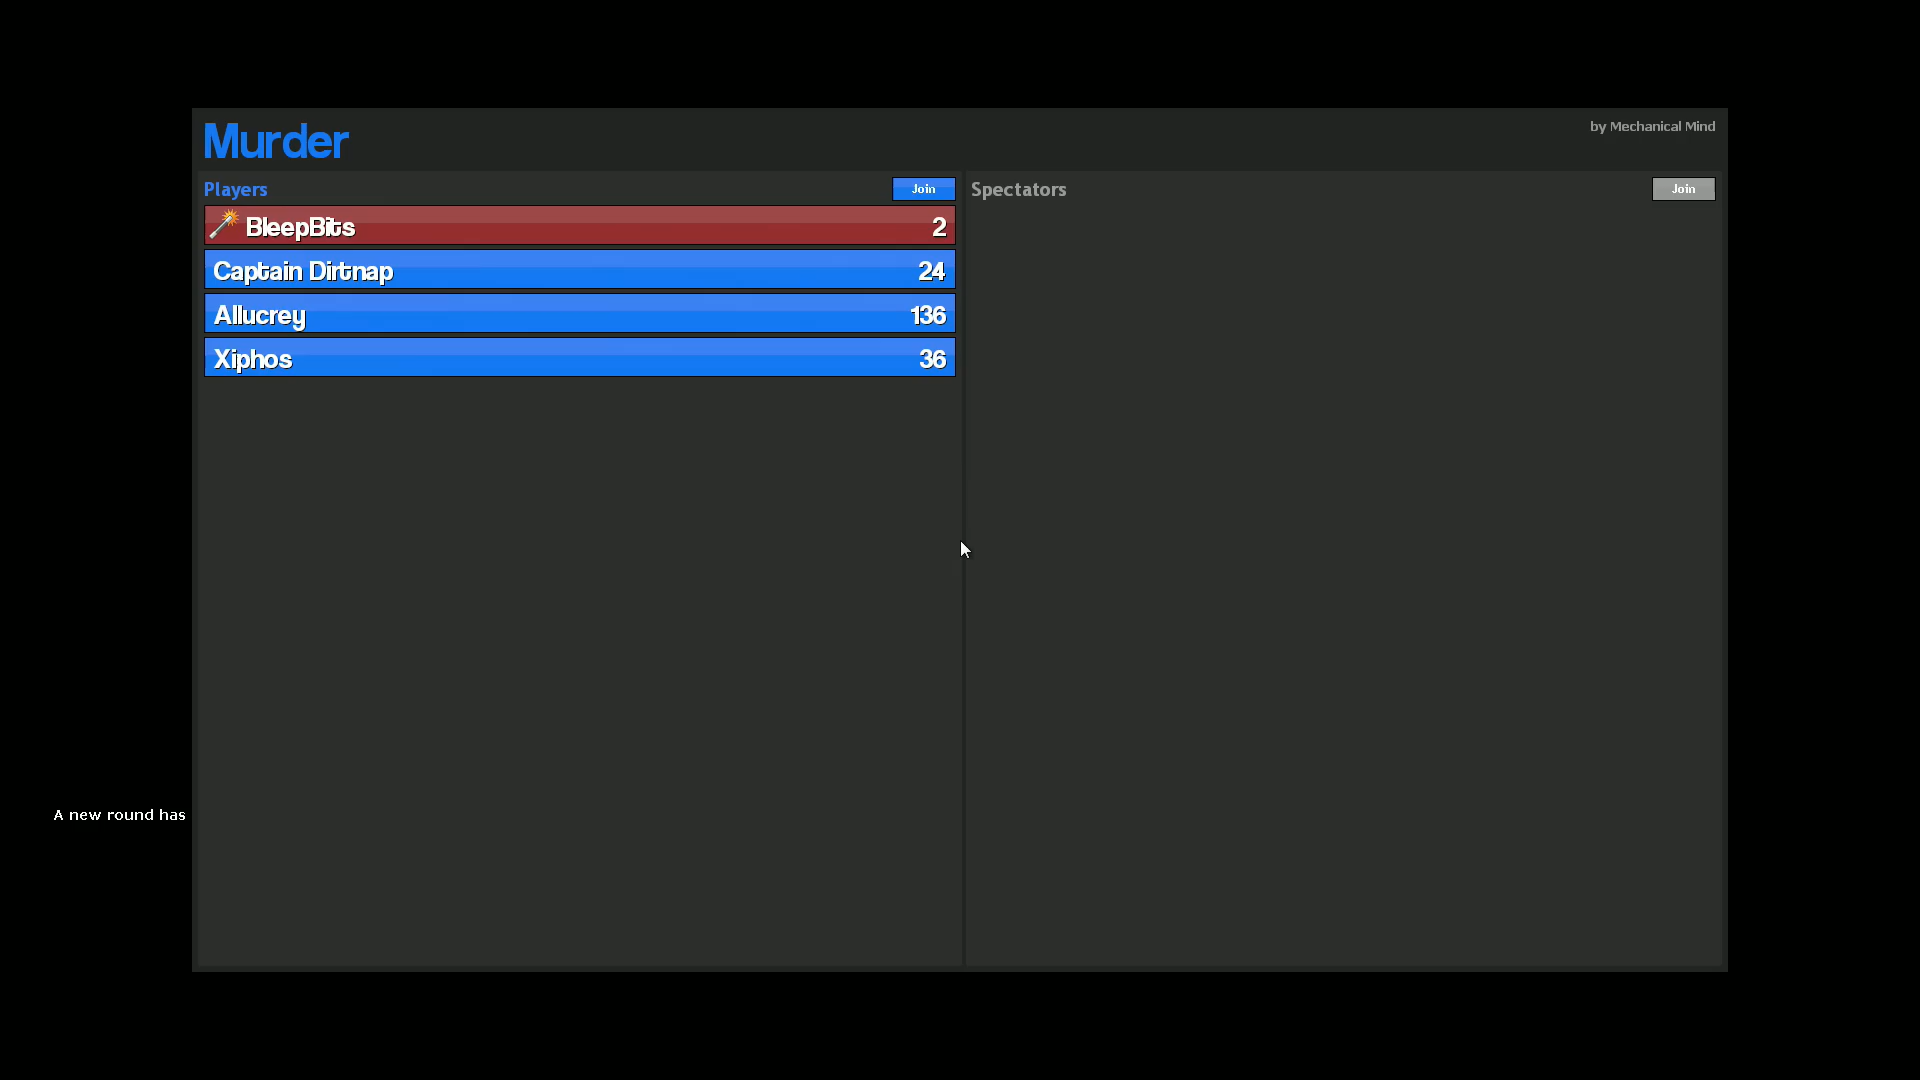 Murder
by Mechanical Mind
Players
Join
Spectators
Join
BleepBits 2
Captain Dirtnap 24
Allucrey 136
Xiphos 36
A new round has